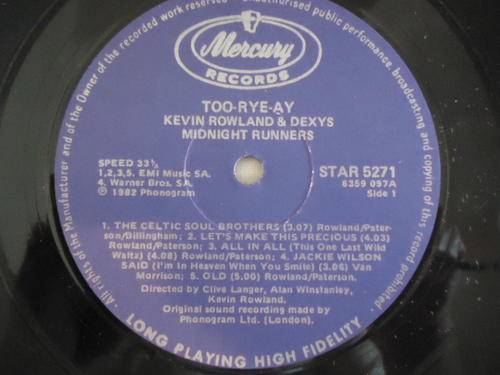 All rights of the Manufacturer and of the Owner of the recorded work reserved. Unauthorised public performance, broadcasting and copying of this record prohibited.
Mercury
RECORDS
TOO-RYE-AY
KEVIN ROWLAND & DEXYS
MIDNIGHT RUNNERS
SPEED 33⅓
1,2,3,5. EMI Music SA.
4. Warner Bros. SA.
℗ 1982 Phonogram
STAR 5271
6359 097A
Side 1
1. THE CELTIC SOUL BROTHERS (3.07) Rowland/Pater-
son/Billingham; 2. LET'S MAKE THIS PRECIOUS (4.03)
Rowland/Paterson; 3. ALL IN ALL (This One Last Wild
Waltz) (4.08) Rowland/Paterson; 4. JACKIE WILSON
SAID (I'm In Heaven When You Smile) (3.06) Van
Morrison; 5. OLD (5.00) Rowland/Paterson.
Directed by Clive Langer, Alan Winstanley,
Kevin Rowland.
Original sound recording made by
Phonogram Ltd. (London).
LONG PLAYING HIGH FIDELITY